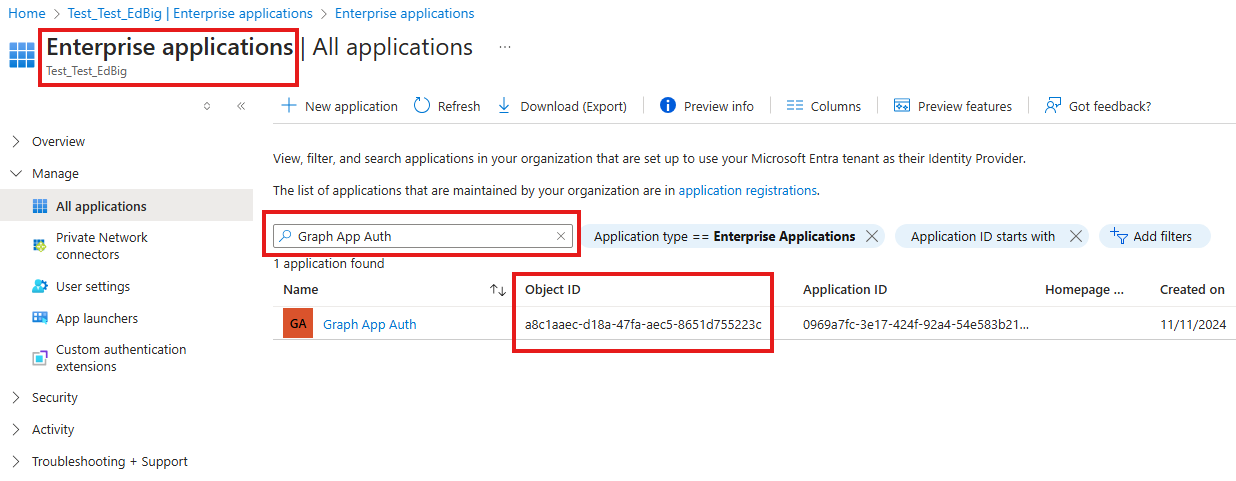 Home > Test_Test_EdBig | Enterprise applications > Enterprise applications
Enterprise applications | All applications ...
Test_Test_EdBig
New application Refresh Download (Export) Preview info Columns Preview features Got feedback?
Overview
Manage
All applications
Private Network
connectors
User settings
App launchers
Custom authentication
extensions
Security
Activity
Troubleshooting + Support
View, filter, and search applications in your organization that are set up to use your Microsoft Entra tenant as their Identity Provider.
The list of applications that are maintained by your organization are in application registrations.
Graph App Auth Application type == Enterprise Applications Application ID starts with Add filters
1 application found
Name Object ID Application ID Homepage ... Created on
GA Graph App Auth a8c1aaec-d18a-47fa-aec5-8651d755223c 0969a7fc-3e17-424f-92a4-54e583b21... 11/11/2024